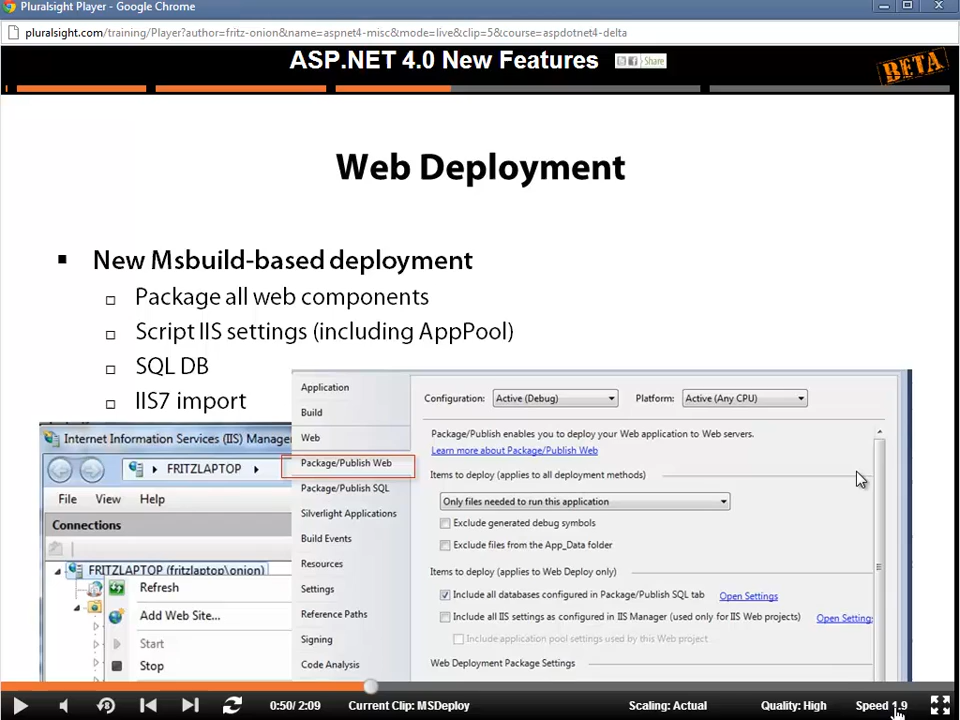 Pluralsight Player - Google Chrome
pluralsight.com/training/Player?author=fritz-onion&name=aspnet4-misc&mode=live&clip=5&course=aspdotnet4-delta
ASP.NET 4.0 New Features
Share
BETA
Web Deployment
New Msbuild-based deployment
Package all web components
Script IIS settings (including AppPool)
SQL DB
IIS7 import
Internet Information Services (IIS) Manage
FRITZLAPTOP
File View Help
Connections
FRITZLAPTOP (fritzlaptop\onion)
Refresh
Add Web Site...
Start
Stop
Application
Build
Web
Package/Publish Web
Package/Publish SQL
Silverlight Applications
Build Events
Resources
Settings
Reference Paths
Signing
Code Analysis
Configuration: Active (Debug) Platform: Active (Any CPU)
Package/Publish enables you to deploy your Web application to Web servers.
Learn more about Package/Publish Web
Items to deploy (applies to all deployment methods)
Only files needed to run this application
Exclude generated debug symbols
Exclude files from the App_Data folder
Items to deploy (applies to Web Deploy only)
Include all databases configured in Package/Publish SQL tab Open Settings
Include all IIS settings as configured in IIS Manager (used only for IIS Web projects) Open Setting
Include application pool settings used by this Web project
Web Deployment Package Settings
0:50 / 2:09 Current Clip: MSDeploy Scaling: Actual Quality: High Speed 1.9